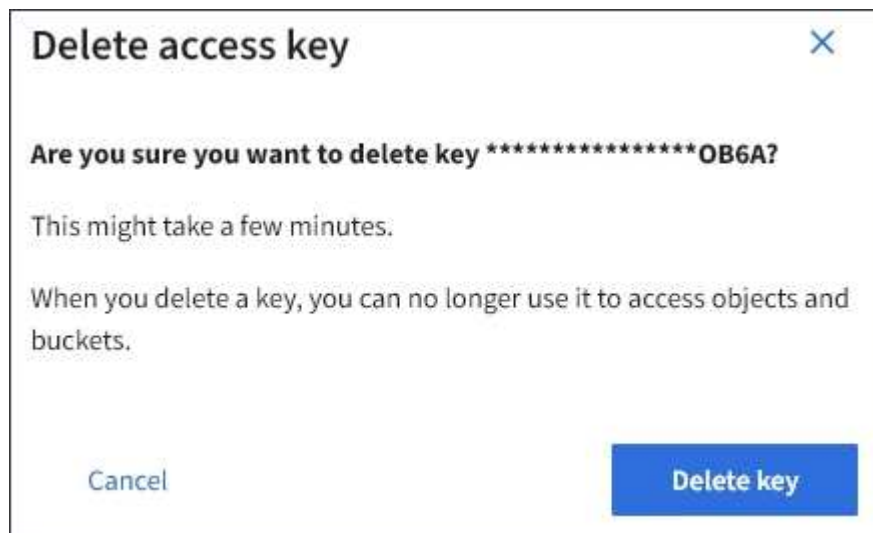 Delete access key
Are you sure you want to delete key ****************OB6A?
This might take a few minutes.
When you delete a key, you can no longer use it to access objects and
buckets.
Cancel
Delete key